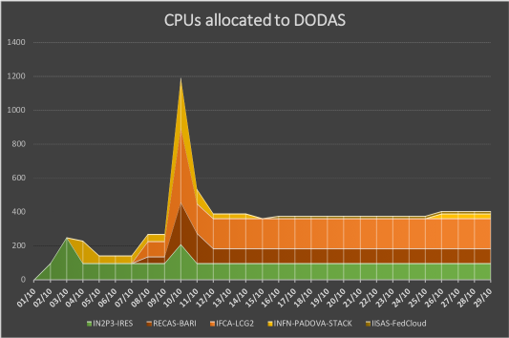 CPUs allocated to DODAS
1400
1200
1000
800
600
400
200
0
01/10 02/10 03/10 04/10 05/10 06/10 07/10 08/10 09/10 10/10 11/10 12/10 13/10 14/10 15/10 16/10 17/10 18/10 19/10 20/10 21/10 22/10 23/10 24/10 25/10 26/10 27/10 28/10 29/10
IN2P3-IRES RECAS-BARI IFCA-LCG2 INFN-PADOVA-STACK IISAS-FedCloud